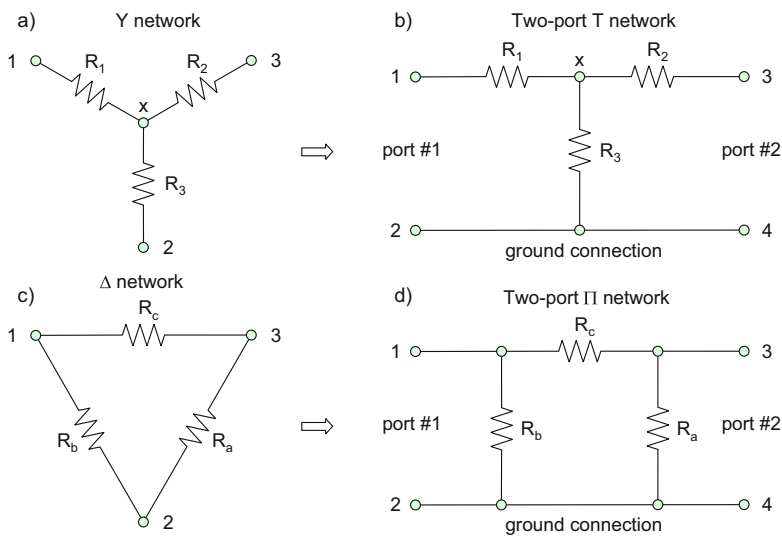 a)
Y network
1
R1
R2
3
x
R3
2
b)
Two-port T network
1
R1
x
R2
3
port #1
R3
port #2
2
4
ground connection
c)
Δ network
1
Rc
3
Rb
Ra
2
d)
Two-port Π network
1
Rc
3
port #1
Rb
Ra
port #2
2
4
ground connection